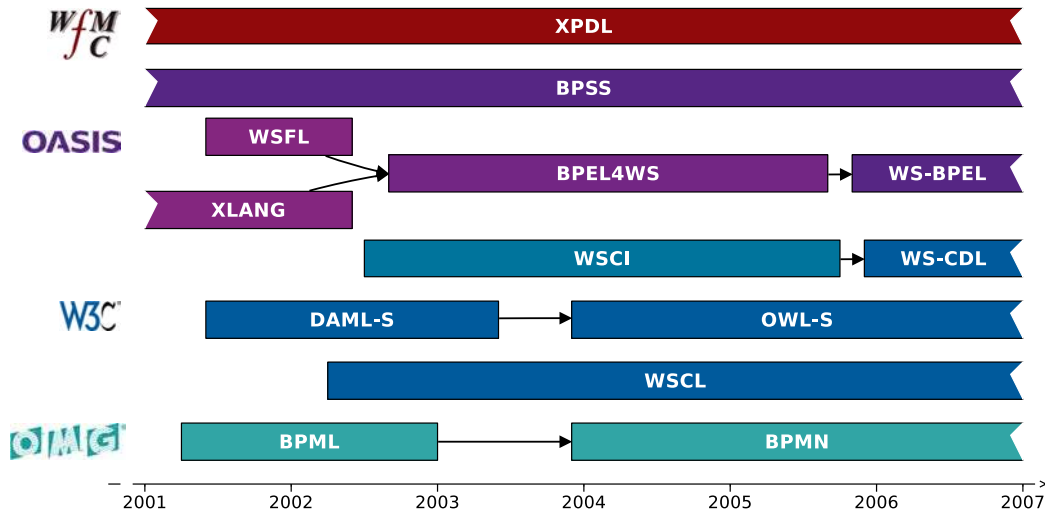 WfMC
XPDL
BPSS
OASIS
WSFL
BPEL4WS
WS-BPEL
XLANG
WSCI
WS-CDL
W3C
DAML-S
OWL-S
WSCL
OMG
BPML
BPMN
2001 2002 2003 2004 2005 2006 2007